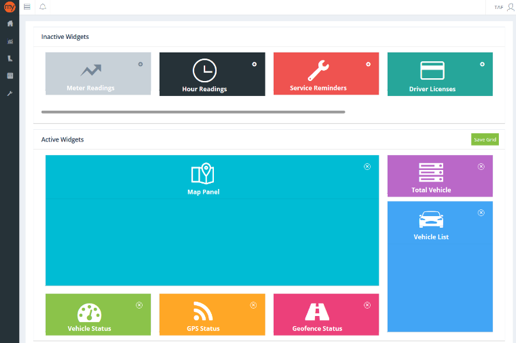 Inactive Widgets
Meter Readings
Hour Readings
Service Reminders
Driver Licenses
Active Widgets
Save Grid
Map Panel
Total Vehicle
Vehicle List
Vehicle Status
GPS Status
Geofence Status